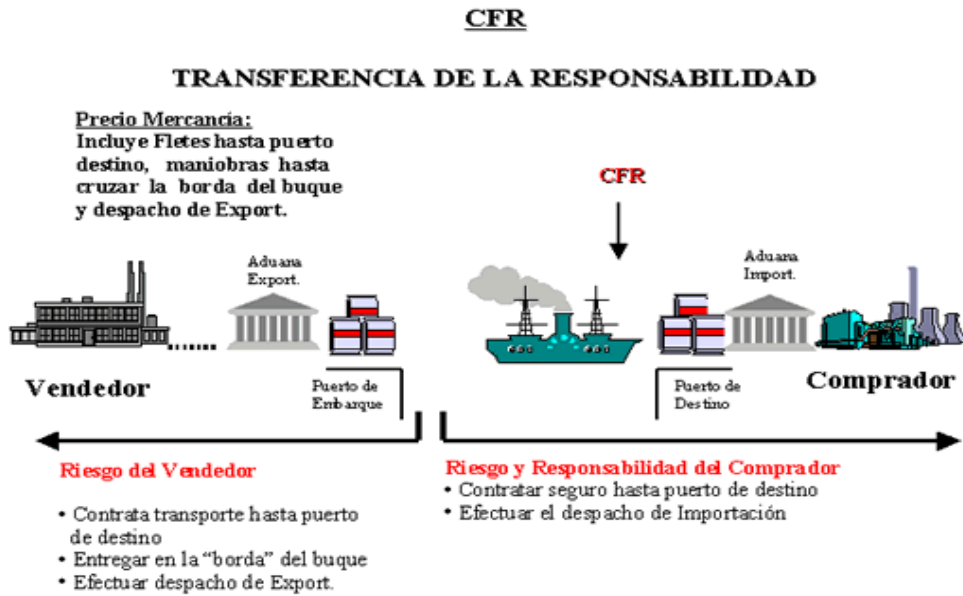 CFR
TRANSFERENCIA DE LA RESPONSABILIDAD
Precio Mercancía:
Incluye Fletes hasta puerto
destino, maniobras hasta
cruzar la borda del buque
y despacho de Export.
CFR
Aduana
Export.
Aduana
Import.
Vendedor
Puerto de
Embarque
Puerto de
Destino
Comprador
Riesgo del Vendedor
• Contrata transporte hasta puerto
de destino
• Entregar en la “borda” del buque
• Efectuar despacho de Export.
Riesgo y Responsabilidad del Comprador
• Contratar seguro hasta puerto de destino
• Efectuar el despacho de Importación